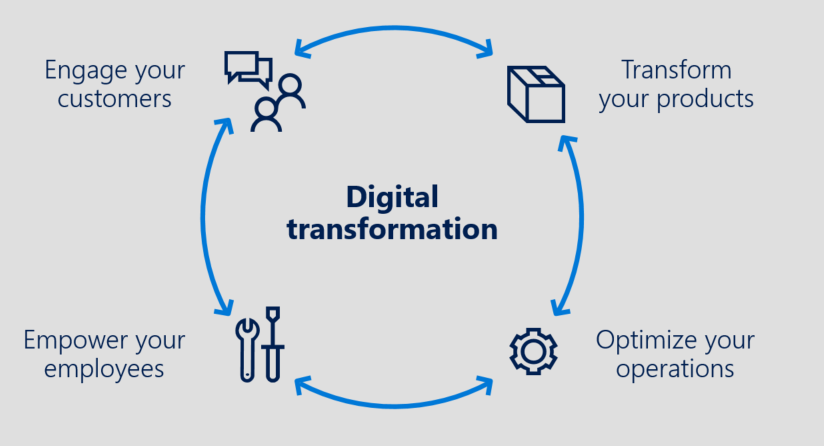 Engage your
customers
Transform
your products
Digital
transformation
Empower your
employees
Optimize your
operations